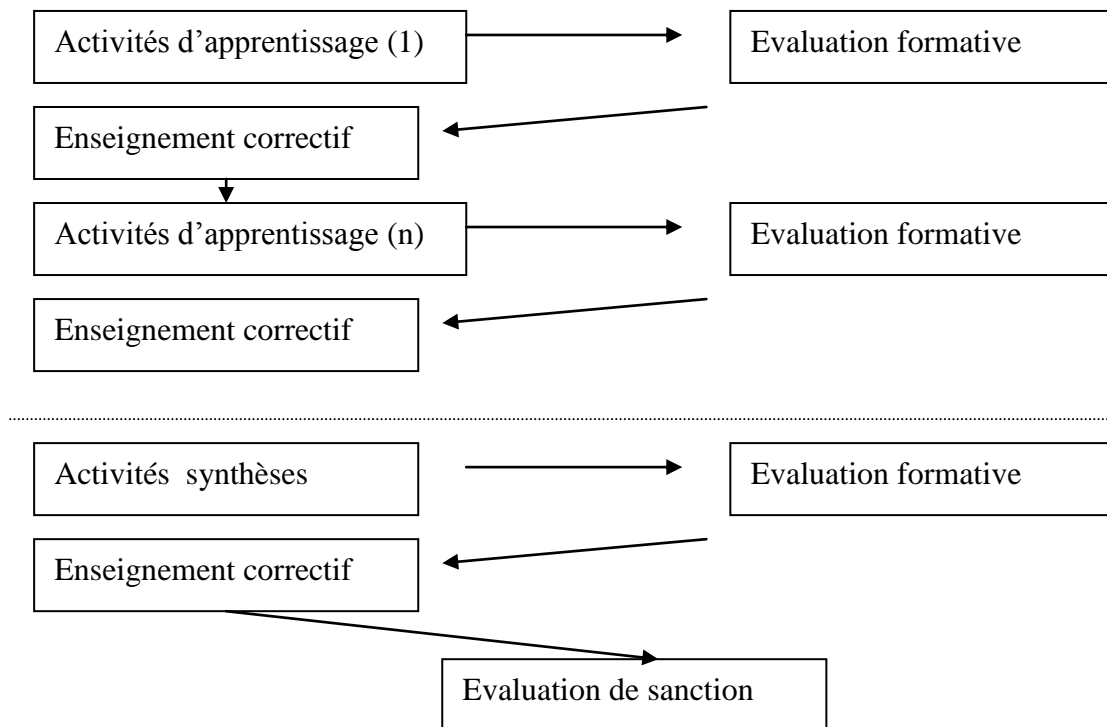 Activités d’apprentissage (1)
Evaluation formative
Enseignement correctif
Activités d’apprentissage (n)
Evaluation formative
Enseignement correctif
Activités  synthèses
Evaluation formative
Enseignement correctif
Evaluation de sanction